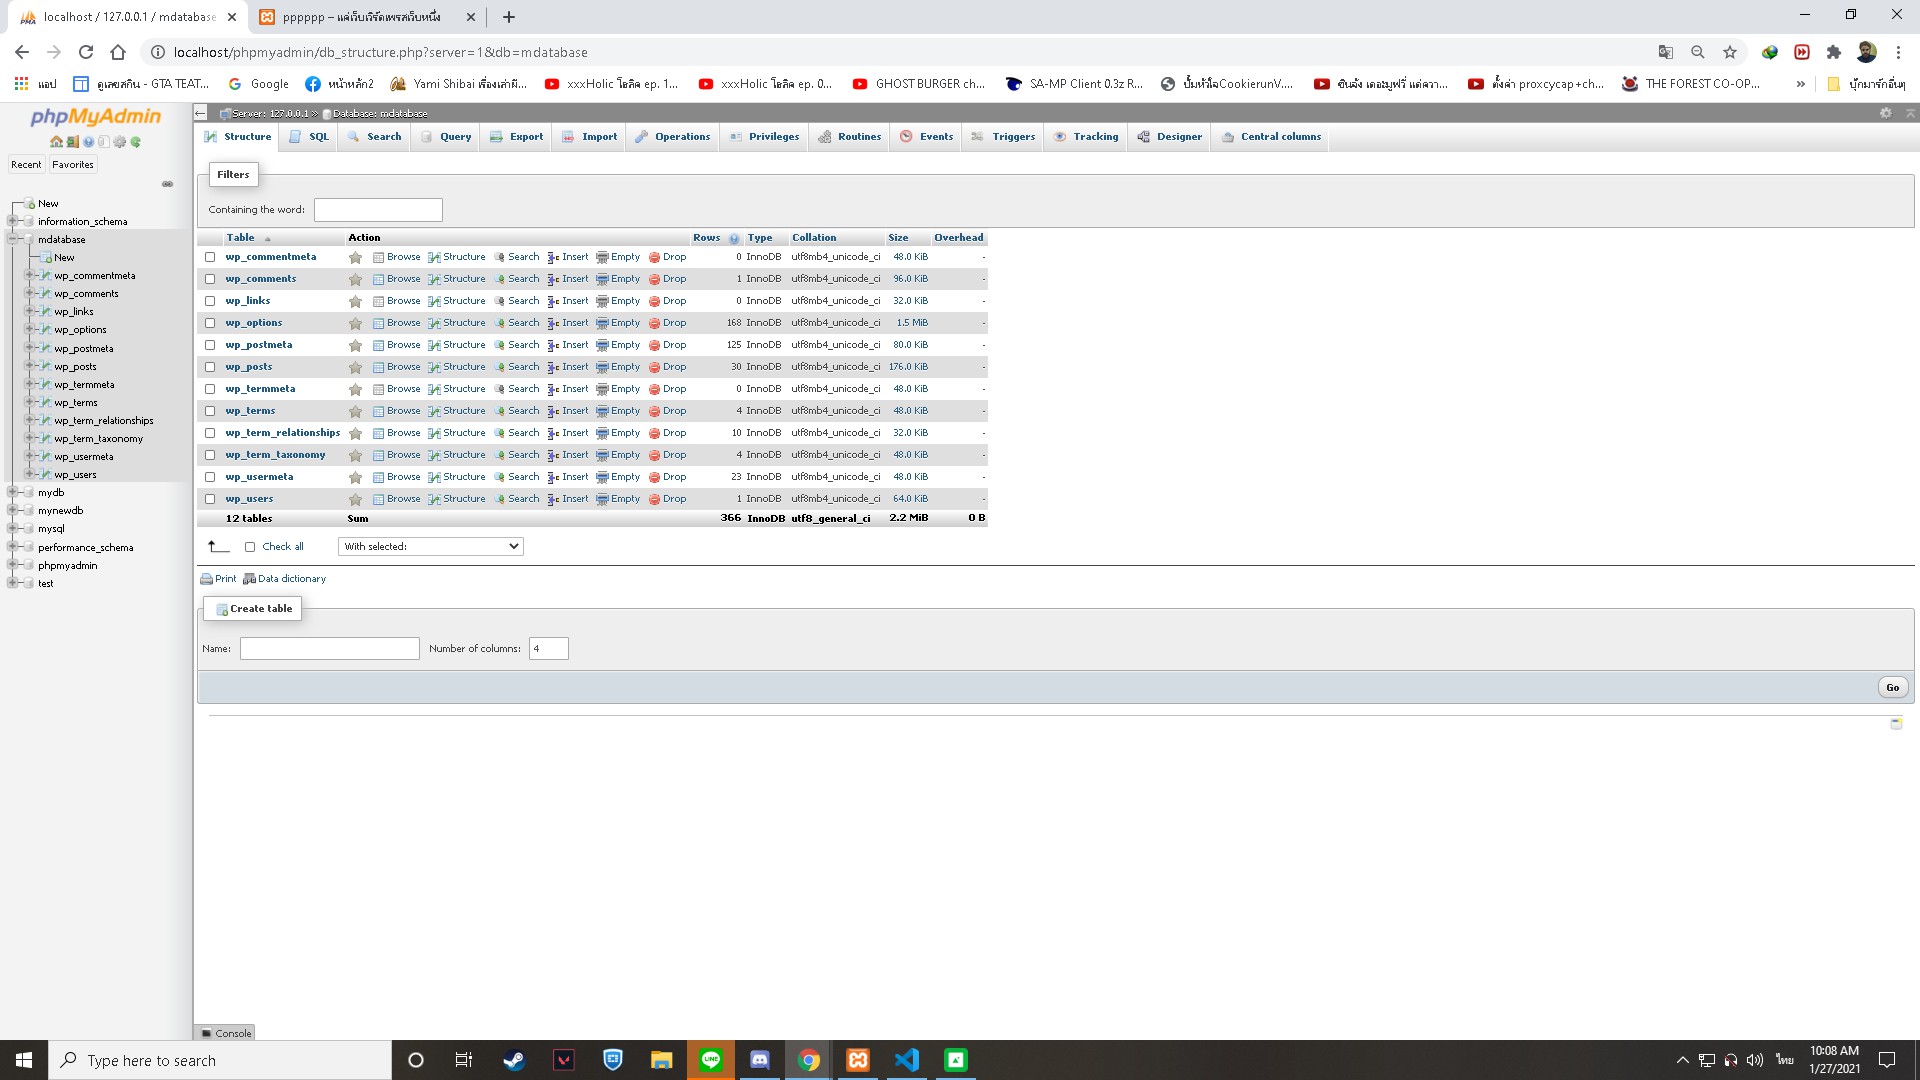 localhost / 127.0.0.1 / mdatabase
pppppp – แค่เว็บเวิร์ดเพรสเว็บหนึ่ง
localhost/phpmyadmin/db_structure.php?server=1&db=mdatabase
แอป
ดูเลขสกิน - GTA TEAT...
Google
หน้าหลัก2
Yami Shibai เรื่องเล่าผี...
xxxHolic โฮลิค ep. 1...
xxxHolic โฮลิค ep. 0...
GHOST BURGER ch...
SA-MP Client 0.3z R...
ปั้มหัวใจCookierunV....
ซินจัง เดอะมูฟวี่ แด่ควา...
ตั้งค่า proxcycap+ch...
THE FOREST CO-OP...
»
บุ๊กมาร์กอื่นๆ
phpMyAdmin
Recent Favorites
New
information_schema
mdatabase
New
wp_commentmeta
wp_comments
wp_links
wp_options
wp_postmeta
wp_posts
wp_termmeta
wp_terms
wp_term_relationships
wp_term_taxonomy
wp_usermeta
wp_users
mydb
mynewdb
mysql
performance_schema
phpmyadmin
test
Server: 127.0.0.1 » Database: mdatabase
Structure SQL Search Query Export Import Operations Privileges Routines Events Triggers Tracking Designer Central columns
Filters
Containing the word:
Table Action Rows Type Collation Size Overhead
wp_commentmeta Browse Structure Search Insert Empty Drop 0 InnoDB utf8mb4_unicode_ci 48.0 KiB -
wp_comments Browse Structure Search Insert Empty Drop 1 InnoDB utf8mb4_unicode_ci 96.0 KiB -
wp_links Browse Structure Search Insert Empty Drop 0 InnoDB utf8mb4_unicode_ci 32.0 KiB -
wp_options Browse Structure Search Insert Empty Drop 168 InnoDB utf8mb4_unicode_ci 1.5 MiB -
wp_postmeta Browse Structure Search Insert Empty Drop 125 InnoDB utf8mb4_unicode_ci 80.0 KiB -
wp_posts Browse Structure Search Insert Empty Drop 30 InnoDB utf8mb4_unicode_ci 176.0 KiB -
wp_termmeta Browse Structure Search Insert Empty Drop 0 InnoDB utf8mb4_unicode_ci 48.0 KiB -
wp_terms Browse Structure Search Insert Empty Drop 4 InnoDB utf8mb4_unicode_ci 48.0 KiB -
wp_term_relationships Browse Structure Search Insert Empty Drop 10 InnoDB utf8mb4_unicode_ci 32.0 KiB -
wp_term_taxonomy Browse Structure Search Insert Empty Drop 4 InnoDB utf8mb4_unicode_ci 48.0 KiB -
wp_usermeta Browse Structure Search Insert Empty Drop 23 InnoDB utf8mb4_unicode_ci 48.0 KiB -
wp_users Browse Structure Search Insert Empty Drop 1 InnoDB utf8mb4_unicode_ci 64.0 KiB -
12 tables Sum 366 InnoDB utf8_general_ci 2.2 MiB 0 B
Check all With selected:
Print Data dictionary
Create table
Name: Number of columns: 4
Go
Console
Type here to search
ไทย
10:08 AM
1/27/2021